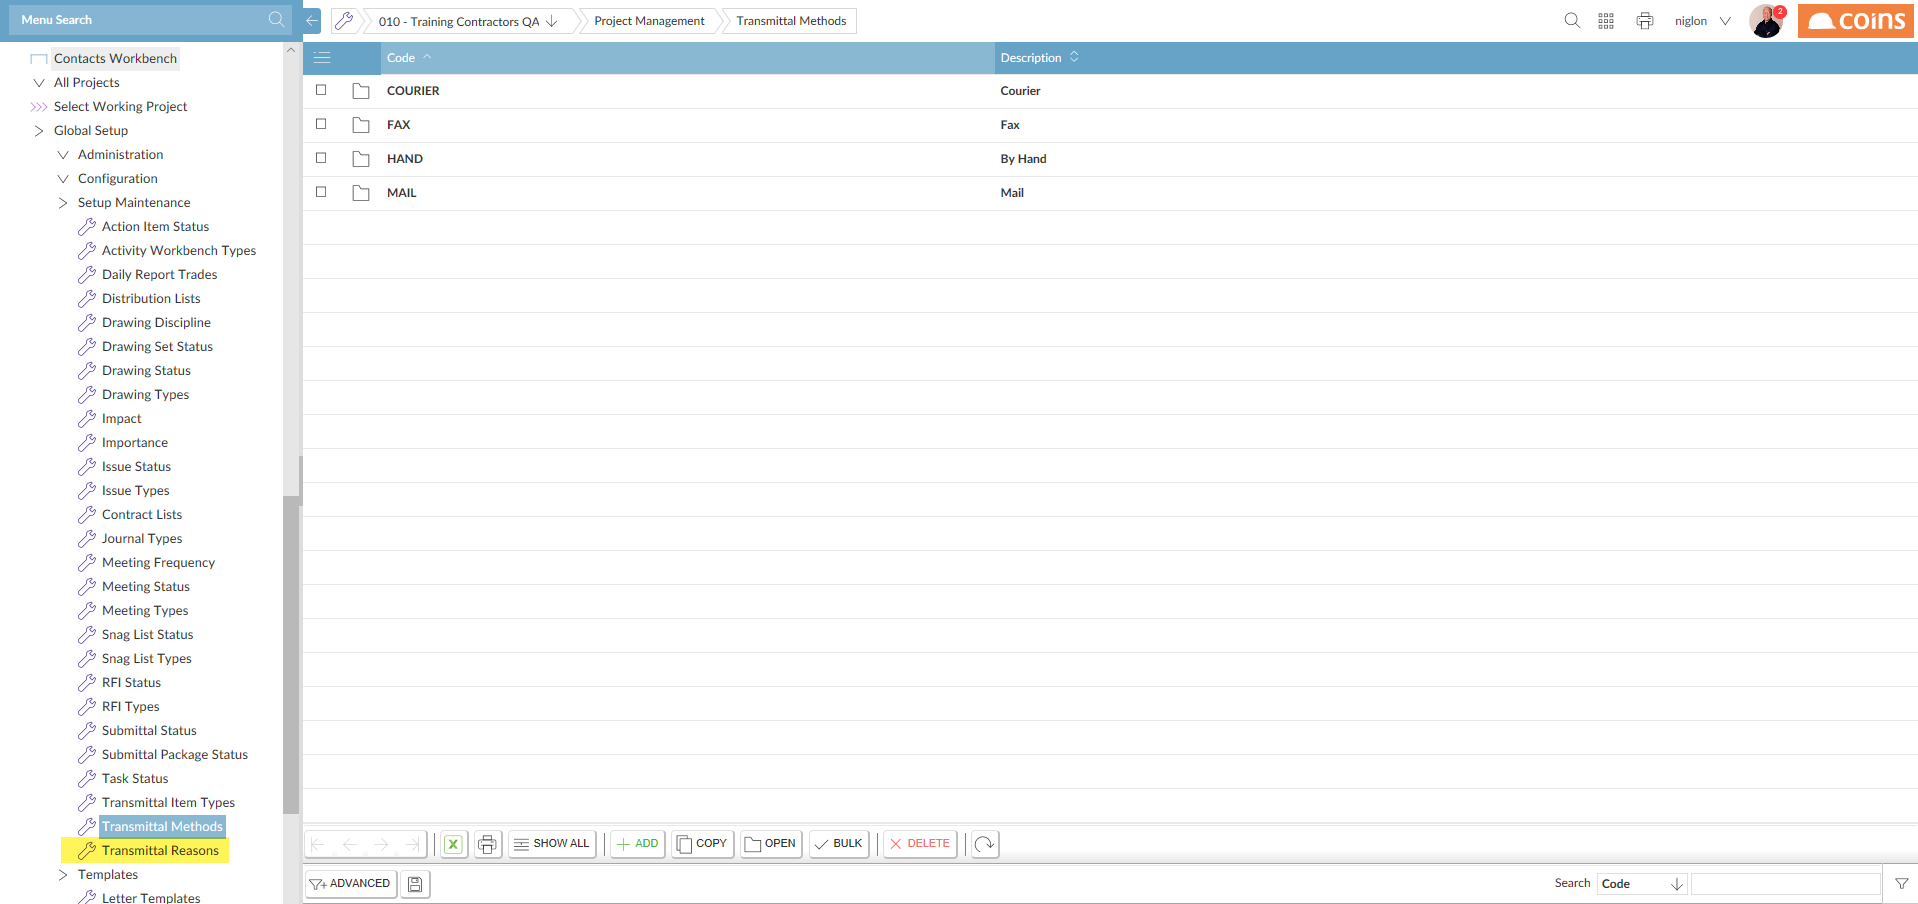 Menu Search
010 - Training Contractors QA
Project Management
Transmittal Methods
niglon
2
coins
Contacts Workbench
All Projects
Select Working Project
Global Setup
Administration
Configuration
Setup Maintenance
Action Item Status
Activity Workbench Types
Daily Report Trades
Distribution Lists
Drawing Discipline
Drawing Set Status
Drawing Status
Drawing Types
Impact
Importance
Issue Status
Issue Types
Contract Lists
Journal Types
Meeting Frequency
Meeting Status
Meeting Types
Snag List Status
Snag List Types
RFI Status
RFI Types
Submittal Status
Submittal Package Status
Task Status
Transmittal Item Types
Transmittal Methods
Transmittal Reasons
Templates
Letter Templates
Code Description
COURIER Courier
FAX Fax
HAND By Hand
MAIL Mail
X SHOW ALL ADD COPY OPEN BULK DELETE
ADVANCED Search Code